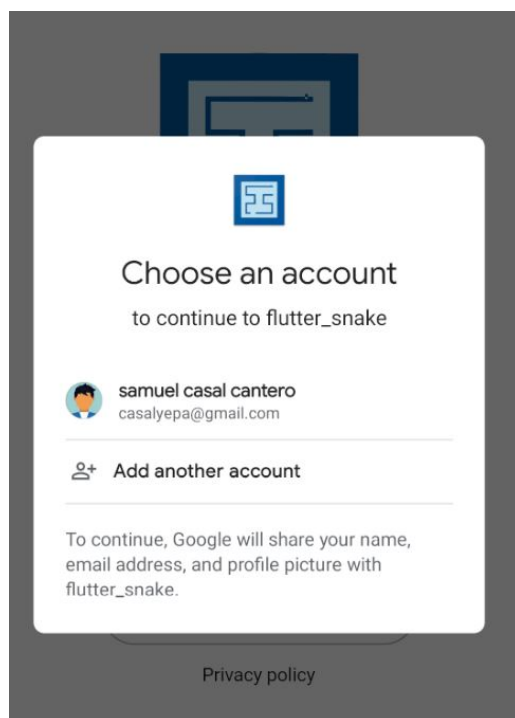 Choose an account
to continue to flutter_snake
samuel casal cantero
casalyepa@gmail.com
Add another account
To continue, Google will share your name,
email address, and profile picture with
flutter_snake.
Privacy policy